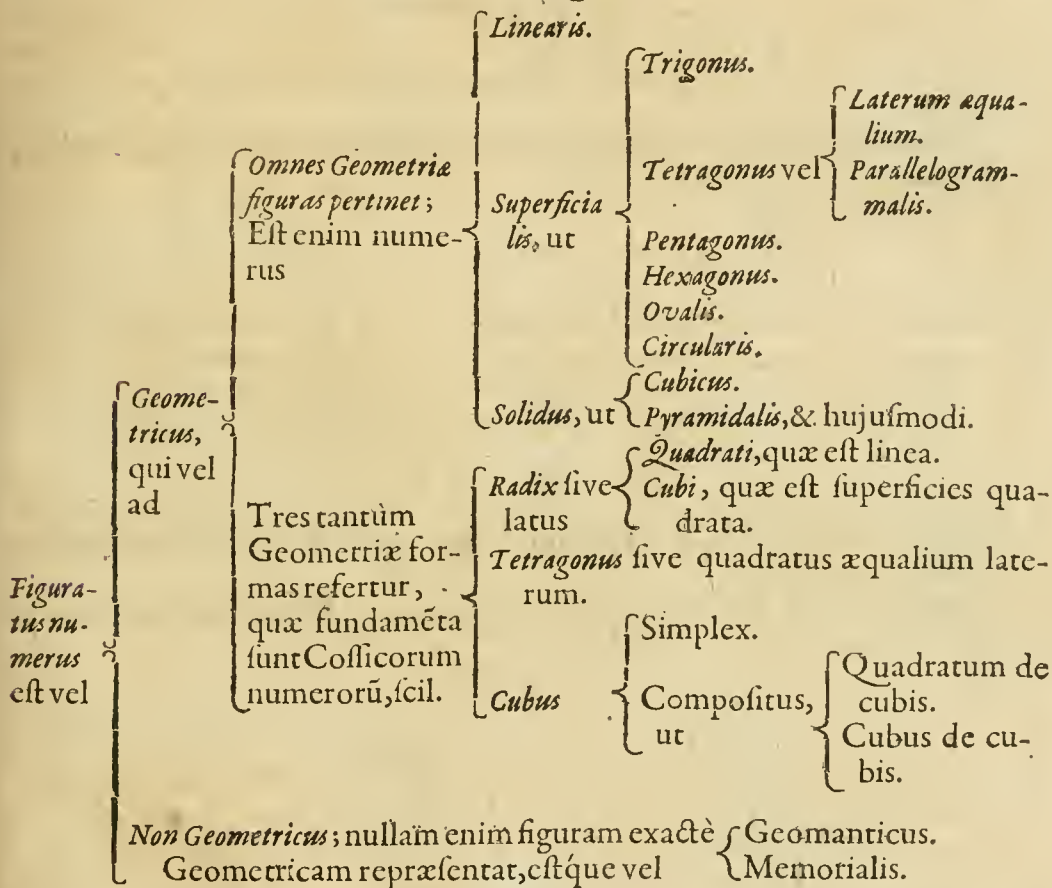 Linearis.
Trigonus.
Laterum æqua-
lium.
Omnes Geometriæ
figuras pertinet;
Eſt enim nume-
rus
Superficia
lis, ut
Tetragonus vel
Parallelogram-
malis.
Pentagonus.
Hexagonus.
Ovalis.
Circularis.
Geome-
tricus,
qui vel
ad
Solidus, ut
Cubicus.
Pyramidalis, & hujuſmodi.
Tres tantùm
Geometriæ for-
mas refertur,
quæ fundamẽta
ſunt Coſſicorum
numerorũ, ſcil.
Radix ſive
latus
Quadrati, quæ eſt linea.
Cubi, quæ eſt ſuperficies qua-
drata.
Tetragonus ſive quadratus æqualium late-
rum.
Figura-
tus nu-
merus
eſt vel
Cubus
Simplex.
Compoſitus,
ut
Quadratum de
cubis.
Cubus de cu-
bis.
Non Geometricus; nullam enim figuram exactè
Geometricam repræſentat, eſtque vel
Geomanticus.
Memorialis.